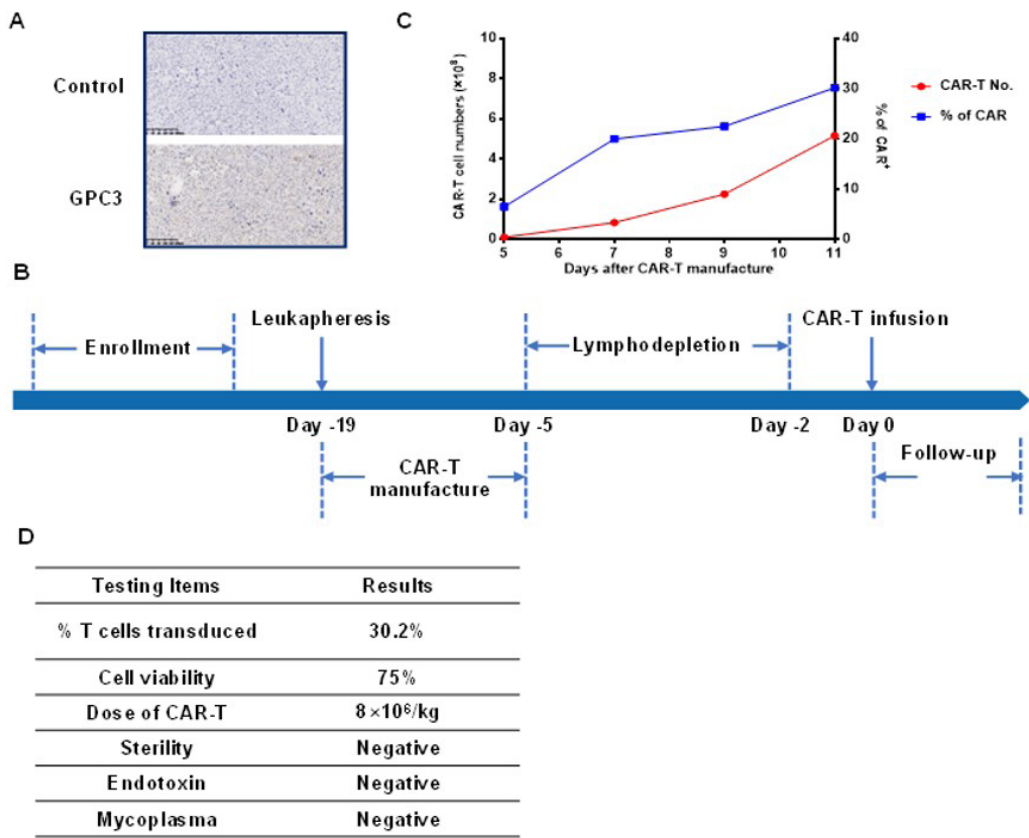 A
Control
GPC3
C
10
8
6
4
2
0
CAR-T cell numbers (×10⁸)
40
30
20
10
0
% of CAR⁺
5
6
7
8
9
10
11
Days after CAR-T manufacture
CAR-T No.
% of CAR
B
Enrollment
Leukapheresis
Lymphodepletion
CAR-T infusion
Day -19
Day -5
Day -2
Day 0
CAR-T
manufacture
Follow-up
D
Testing Items Results
% T cells transduced 30.2%
Cell viability 75%
Dose of CAR-T 8×10⁶/kg
Sterility Negative
Endotoxin Negative
Mycoplasma Negative